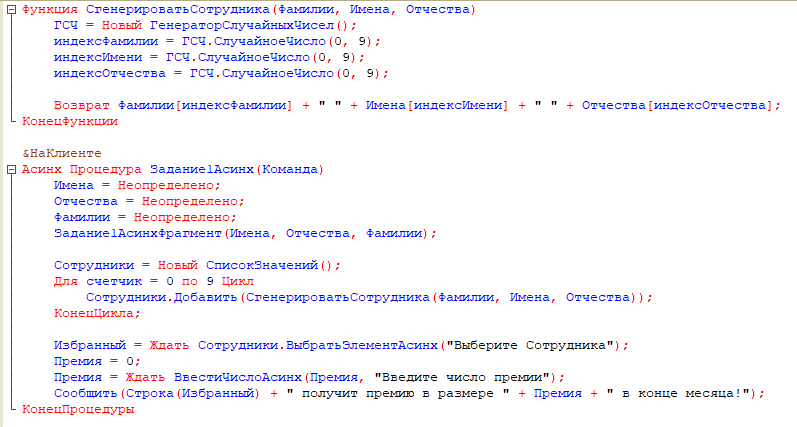 Функция СгенерироватьСотрудника(Фамилии, Имена, Отчества)
ГСЧ = Новый ГенераторСлучайныхЧисел();
индексФамилии = ГСЧ.СлучайноеЧисло(0, 9);
индексИмени = ГСЧ.СлучайноеЧисло(0, 9);
индексОтчества = ГСЧ.СлучайноеЧисло(0, 9);
Возврат Фамилии[индексФамилии] + " " + Имена[индексИмени] + " " + Отчества[индексОтчества];
КонецФункции
&НаКлиенте
Асинх Процедура Задание1Асинх(Команда)
Имена = Неопределено;
Отчества = Неопределено;
Фамилии = Неопределено;
Задание1АсинхФрагмент(Имена, Отчества, Фамилии);
Сотрудники = Новый СписокЗначений();
Для счетчик = 0 по 9 Цикл
Сотрудники.Добавить(СгенерироватьСотрудника(Фамилии, Имена, Отчества));
КонецЦикла;
Избранный = Ждать Сотрудники.ВыбратьЭлементАсинх("Выберите Сотрудника");
Премия = 0;
Премия = Ждать ВвестиЧислоАсинх(Премия, "Введите число премии");
Сообщить(Строка(Избранный) + " получит премию в размере " + Премия + " в конце месяца!");
КонецПроцедуры